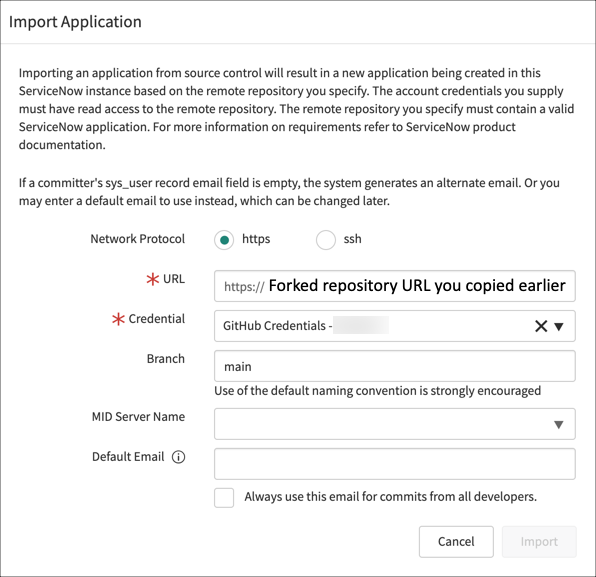 Import Application
Importing an application from source control will result in a new application being created in this
ServiceNow instance based on the remote repository you specify. The account credentials you supply
must have read access to the remote repository. The remote repository you specify must contain a valid
ServiceNow application. For more information on requirements refer to ServiceNow product
documentation.
If a committer's sys_user record email field is empty, the system generates an alternate email. Or you
may enter a default email to use instead, which can be changed later.
Network Protocol https ssh
URL https:// Forked repository URL you copied earlier
Credential GitHub Credentials -
Branch main
Use of the default naming convention is strongly encouraged
MID Server Name
Default Email
Always use this email for commits from all developers.
Cancel Import